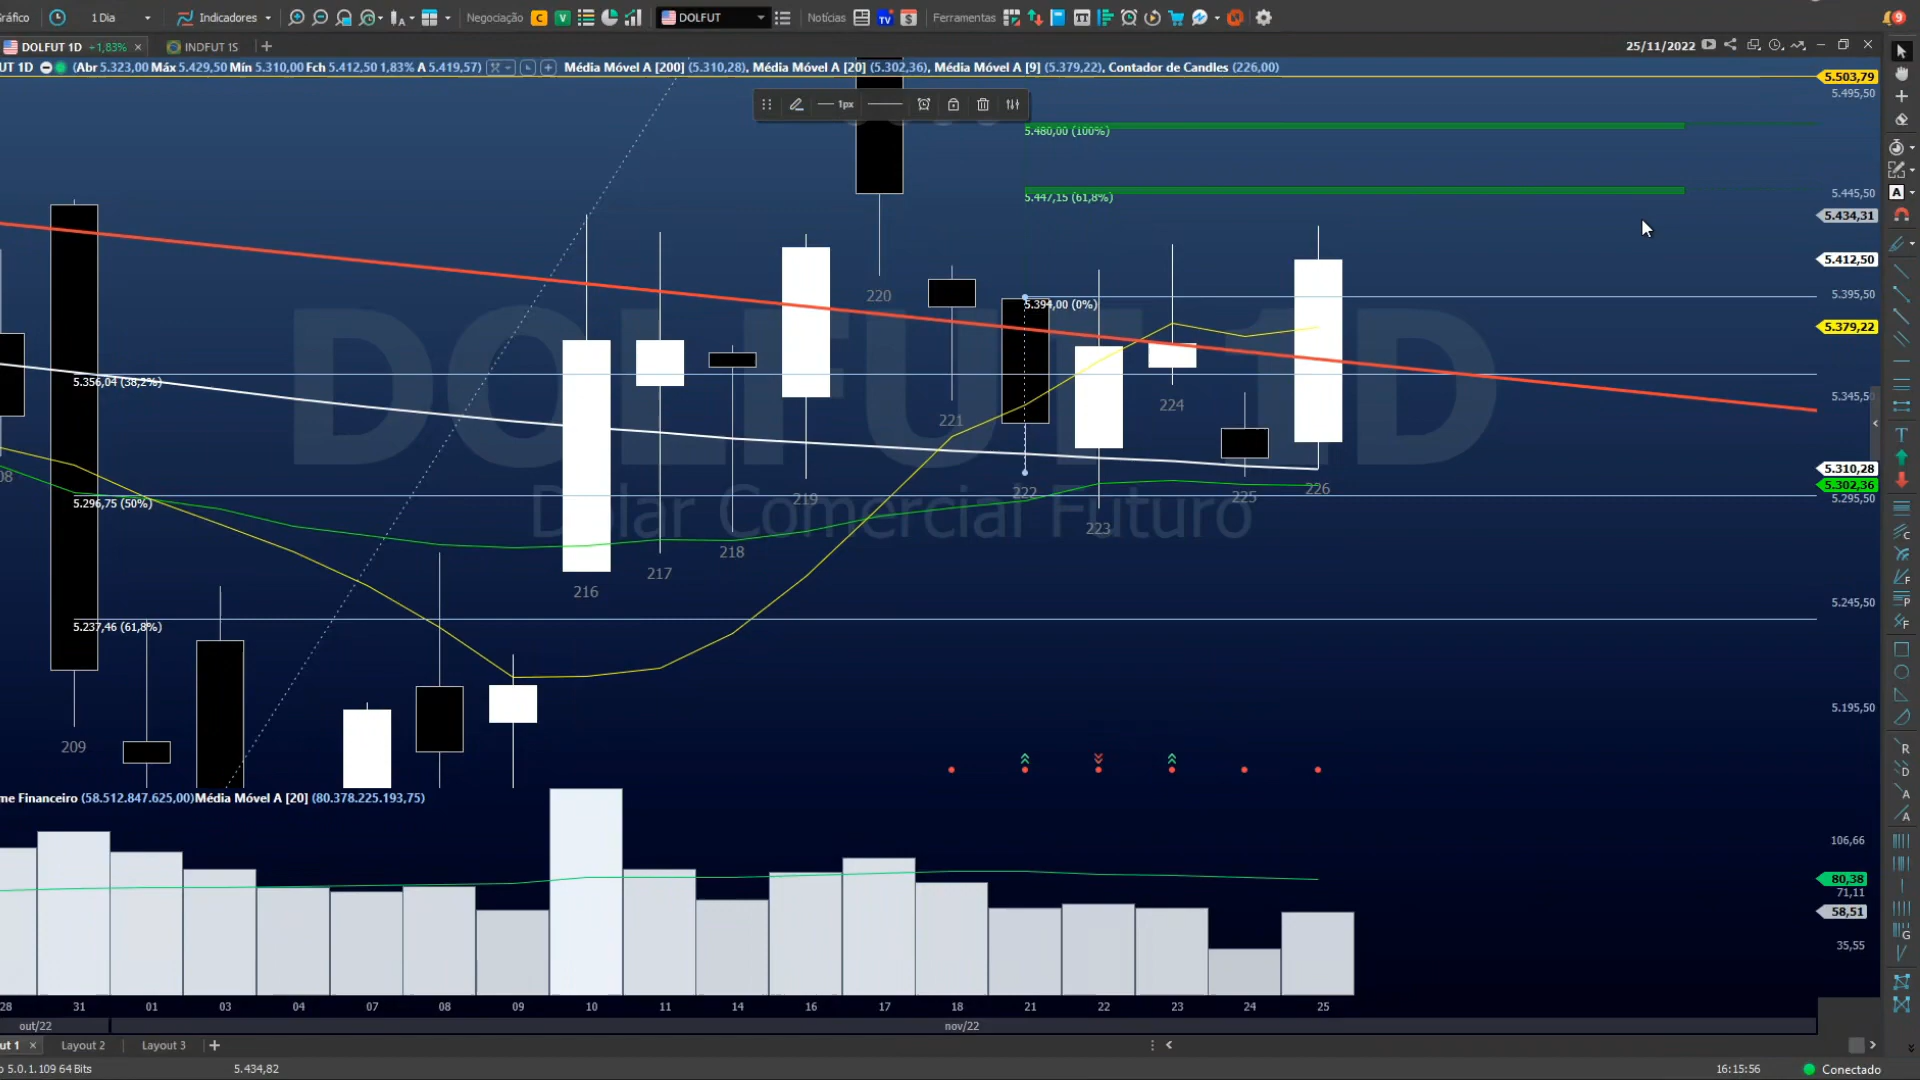 Gráfico
1 Dia
Indicadores
Negociação
C
V
DOLFUT
Notícias
TV
$
Ferramentas
9
DOLFUT 1D +1,83% ×
INDFUT 1S
+
25/11/2022
UT 1D (Abr 5.323,00 Máx 5.429,50 Mín 5.310,00 Fch 5.412,50 1,83% A 5.419,57) Média Móvel A [200] (5.310,28), Média Móvel A [20] (5.302,36), Média Móvel A [9] (5.379,22), Contador de Candles (226,00)
1px
5.503,79
5.495,50
5.480,00 (100%)
5.447,15 (61,8%)
5.445,50
5.434,31
5.412,50
5.395,50
5.394,00 (0%)
5.379,22
5.356,04 (38,2%)
5.345,5
5.310,28
5.302,36
5.295,50
5.296,75 (50%)
5.245,50
5.237,46 (61,8%)
5.195,50
DOLFUT 1D
Dólar Comercial Futuro
08
209
216
217
218
219
220
221
222
223
224
225
226
me Financeiro (58.512.847.625,00)Média Móvel A [20] (80.378.225.193,75)
106,66
80,38
71,11
58,51
35,55
28 31 01 03 04 07 08 09 10 11 14 16 17 18 21 22 23 24 25
out/22
nov/22
ut 1 ×
Layout 2
Layout 3
+
o 5.0.1.109 64 Bits
5.434,82
16:15:56
Conectado